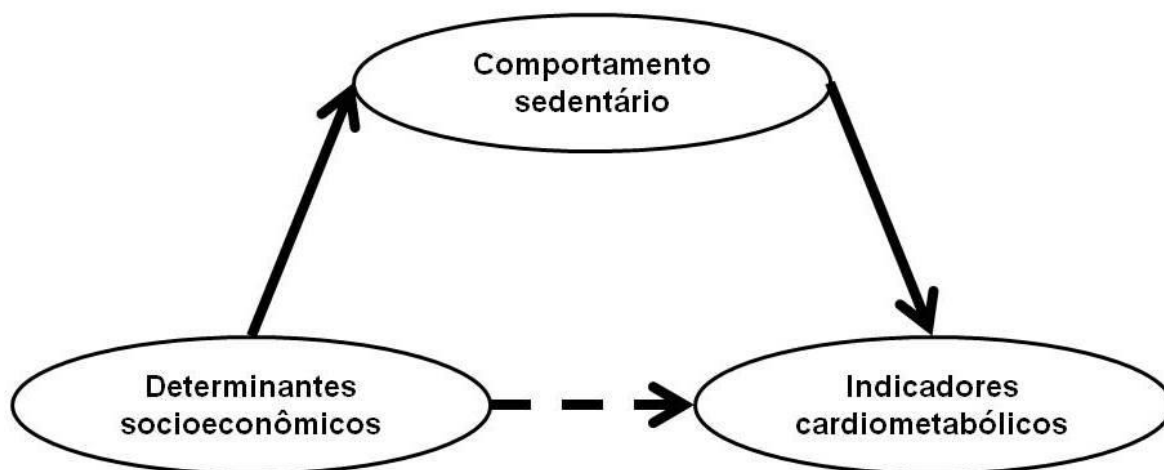 Comportamento
sedentário
Determinantes
socioeconômicos
Indicadores
cardiometabólicos